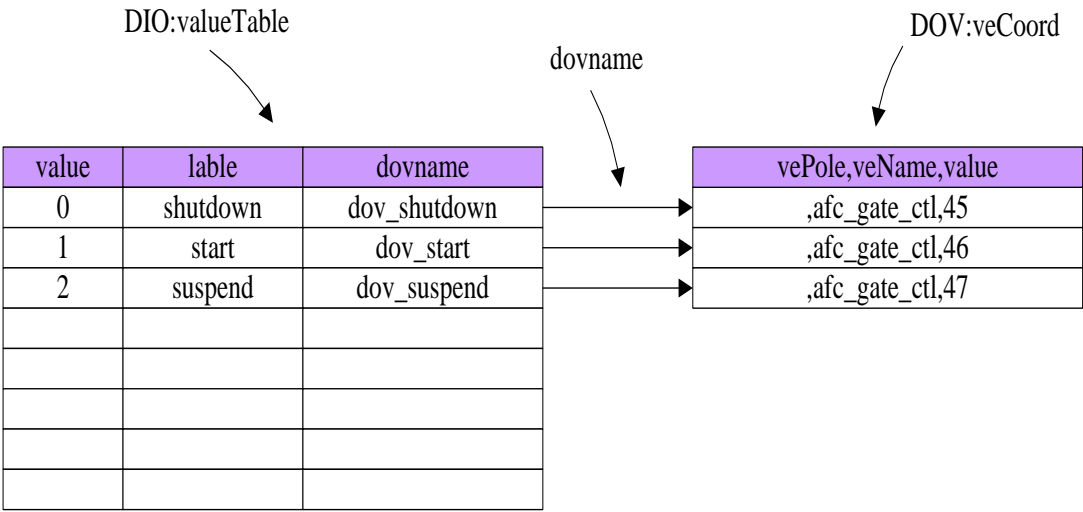 DIO:valueTable
DOV:veCoord
dovname
value lable dovname vePole,veName,value
0 shutdown dov_shutdown ,afc_gate_ctl,45
1 start dov_start ,afc_gate_ctl,46
2 suspend dov_suspend ,afc_gate_ctl,47